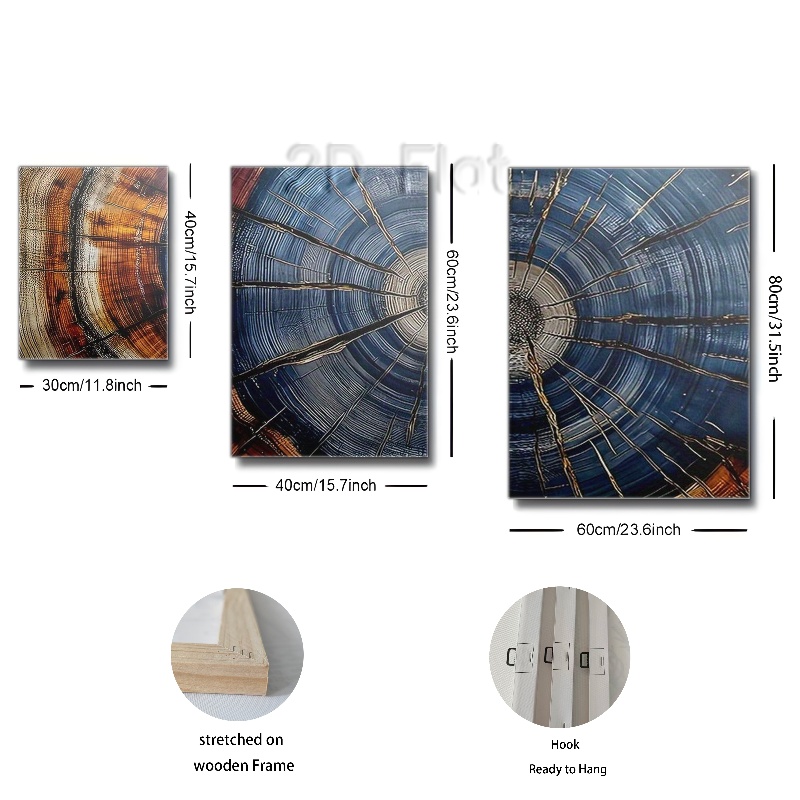 2D Flat
40cm/15.7inch
30cm/11.8inch
60cm/23.6inch
40cm/15.7inch
80cm/31.5inch
60cm/23.6inch
stretched on
wooden Frame
Hook
Ready to Hang